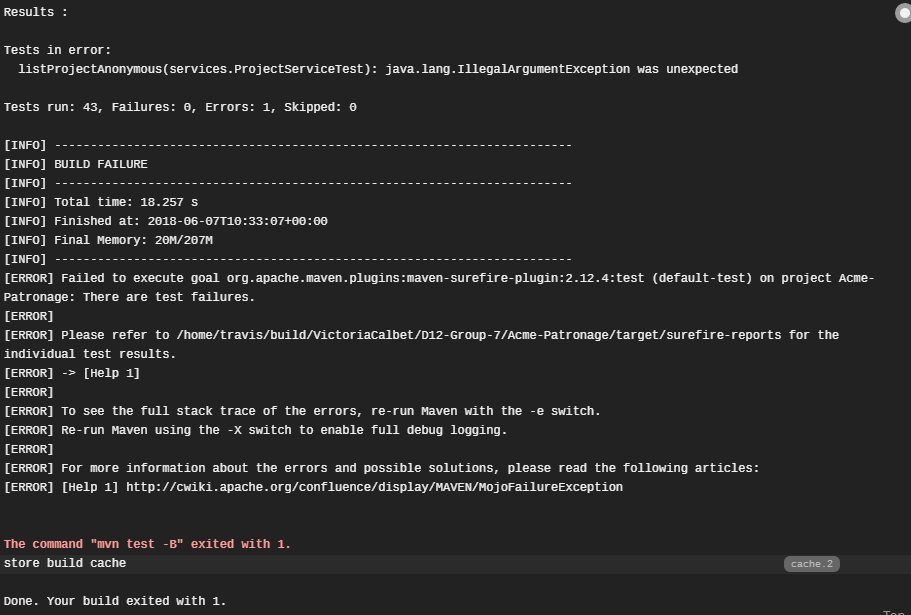 Results :
Tests in error:
listProjectAnonymous(services.ProjectServiceTest): java.lang.IllegalArgumentException was unexpected
Tests run: 43, Failures: 0, Errors: 1, Skipped: 0
[INFO] ------------------------------------------------------------------------
[INFO] BUILD FAILURE
[INFO] ------------------------------------------------------------------------
[INFO] Total time: 18.257 s
[INFO] Finished at: 2018-06-07T10:33:07+00:00
[INFO] Final Memory: 20M/207M
[INFO] ------------------------------------------------------------------------
[ERROR] Failed to execute goal org.apache.maven.plugins:maven-surefire-plugin:2.12.4:test (default-test) on project Acme-
Patronage: There are test failures.
[ERROR]
[ERROR] Please refer to /home/travis/build/VictoriaCalbet/D12-Group-7/Acme-Patronage/target/surefire-reports for the
individual test results.
[ERROR] -> [Help 1]
[ERROR]
[ERROR] To see the full stack trace of the errors, re-run Maven with the -e switch.
[ERROR] Re-run Maven using the -X switch to enable full debug logging.
[ERROR]
[ERROR] For more information about the errors and possible solutions, please read the following articles:
[ERROR] [Help 1] http://cwiki.apache.org/confluence/display/MAVEN/MojoFailureException
The command "mvn test -B" exited with 1.
store build cache cache.2
Done. Your build exited with 1.